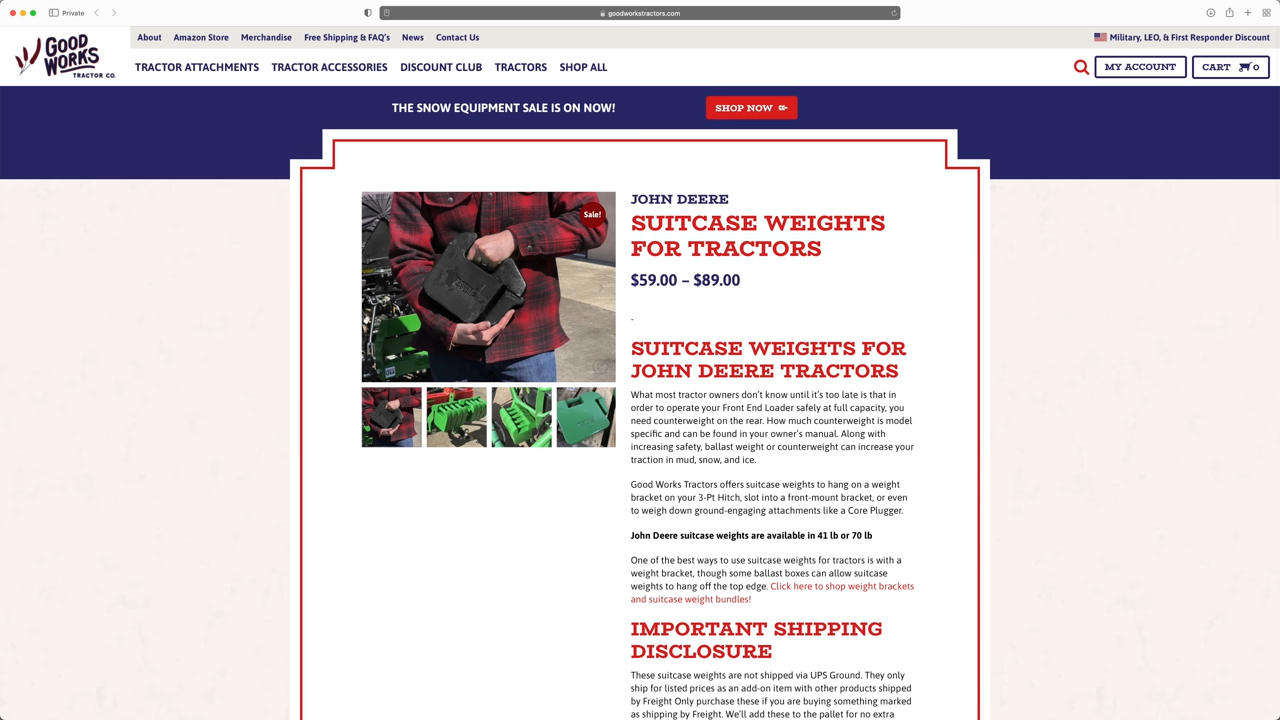 Private
goodworkstractors.com
GOOD
WORKS
TRACTOR CO.
About Amazon Store Merchandise Free Shipping & FAQ's News Contact Us
Military, LEO, & First Responder Discount
TRACTOR ATTACHMENTS TRACTOR ACCESSORIES DISCOUNT CLUB TRACTORS SHOP ALL
MY ACCOUNT
CART 0
THE SNOW EQUIPMENT SALE IS ON NOW!
SHOP NOW
Sale!
JOHN DEERE
SUITCASE WEIGHTS
FOR TRACTORS
$59.00 – $89.00
-
SUITCASE WEIGHTS FOR
JOHN DEERE TRACTORS
What most tractor owners don't know until it's too late is that in
order to operate your Front End Loader safely at full capacity, you
need counterweight on the rear. How much counterweight is model
specific and can be found in your owner's manual. Along with
increasing safety, ballast weight or counterweight can increase your
traction in mud, snow, and ice.
Good Works Tractors offers suitcase weights to hang on a weight
bracket on your 3-Pt Hitch, slot into a front-mount bracket, or even
to weigh down ground-engaging attachments like a Core Plugger.
John Deere suitcase weights are available in 41 lb or 70 lb
One of the best ways to use suitcase weights for tractors is with a
weight bracket, though some ballast boxes can allow suitcase
weights to hang off the top edge. Click here to shop weight brackets
and suitcase weight bundles!
IMPORTANT SHIPPING
DISCLOSURE
These suitcase weights are not shipped via UPS Ground. They only
ship for listed prices as an add-on item with other products shipped
by Freight Only purchase these if you are buying something marked
as shipping by Freight. We'll add these to the pallet for no extra